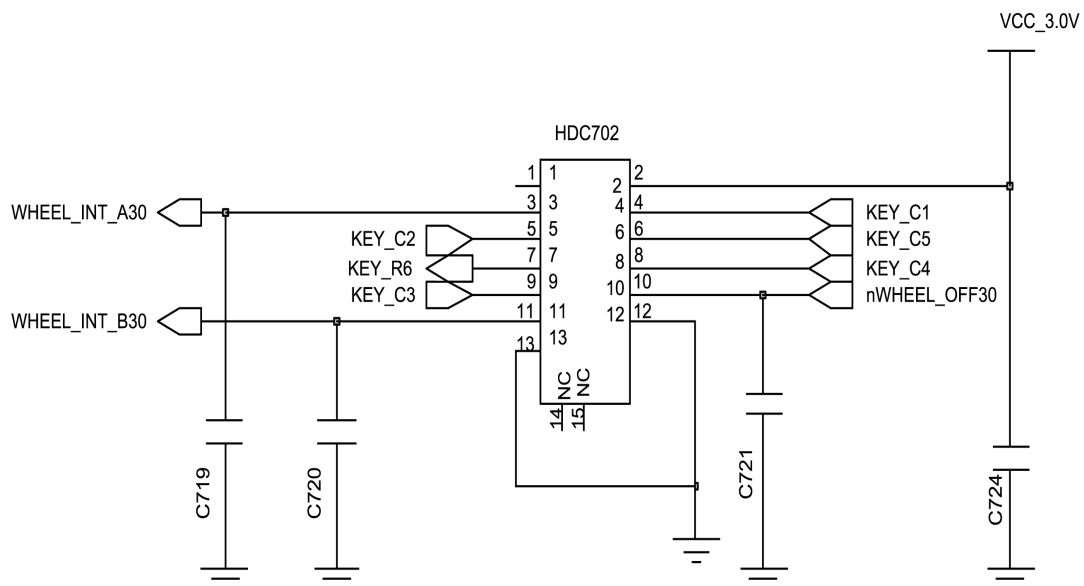 VCC_3.0V
HDC702
1 1 2 2
WHEEL_INT_A30 3 3 4 4 KEY_C1
KEY_C2 5 5 6 6 KEY_C5
KEY_R6 7 7 8 8 KEY_C4
KEY_C3 9 9 10 10 nWHEEL_OFF30
WHEEL_INT_B30 11 11 12 12
13 13
NC NC
14 15
C719
C720
C721
C724